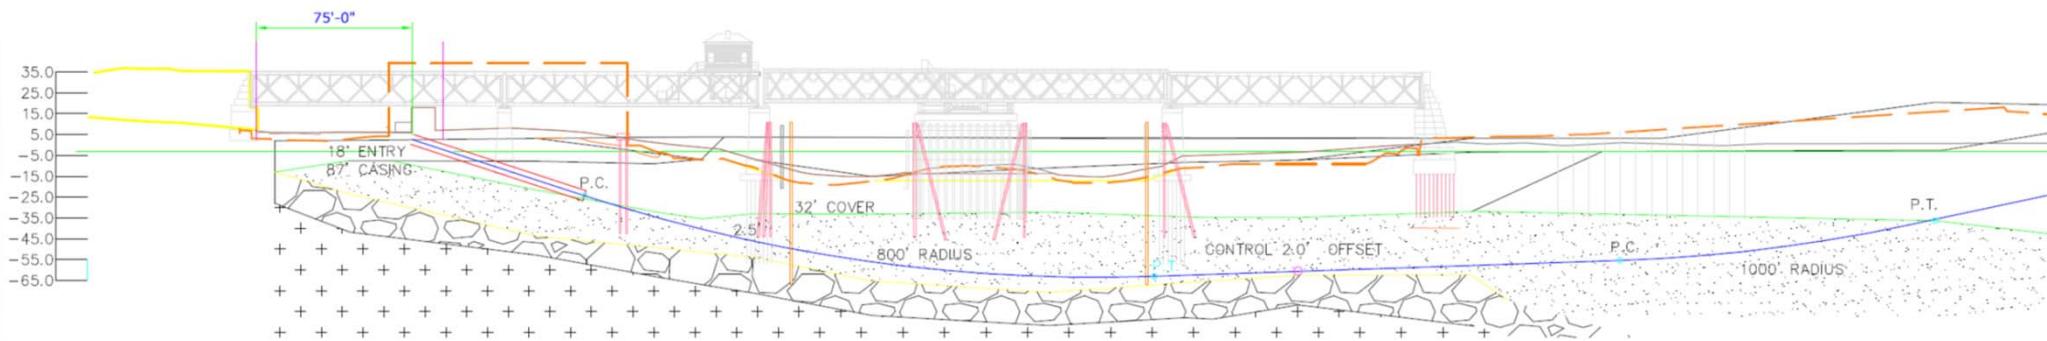 75'-0"
35.0
25.0
15.0
5.0
-5.0
-15.0
-25.0
-35.0
-45.0
-55.0
-65.0
18' ENTRY
87' CASING
P.C.
2.5'
32' COVER
800' RADIUS
P.T.
CONTROL 2.0' OFFSET
P.C.
1000' RADIUS
P.T.